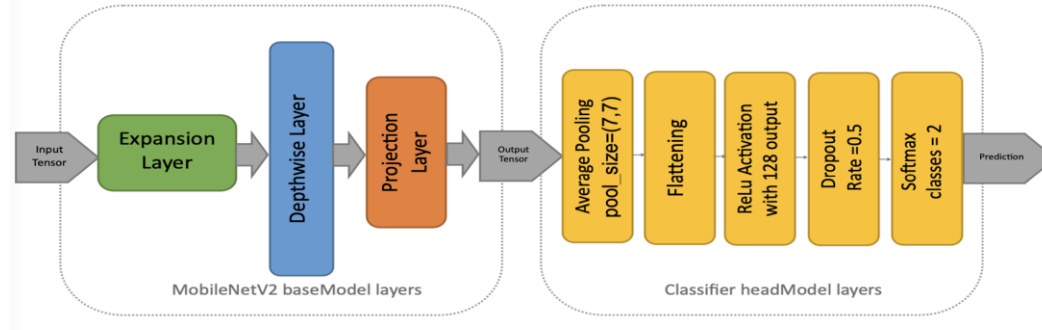 Input
Tensor
Expansion
Layer
Depthwise Layer
Projection
Layer
Output
Tensor
Average Pooling
pool_size=(7,7)
Flattening
ReLu Activation
with 128 output
Dropout
Rate =0.5
Softmax
classes = 2
Prediction
MobileNetV2 baseModel layers
Classifier headModel layers